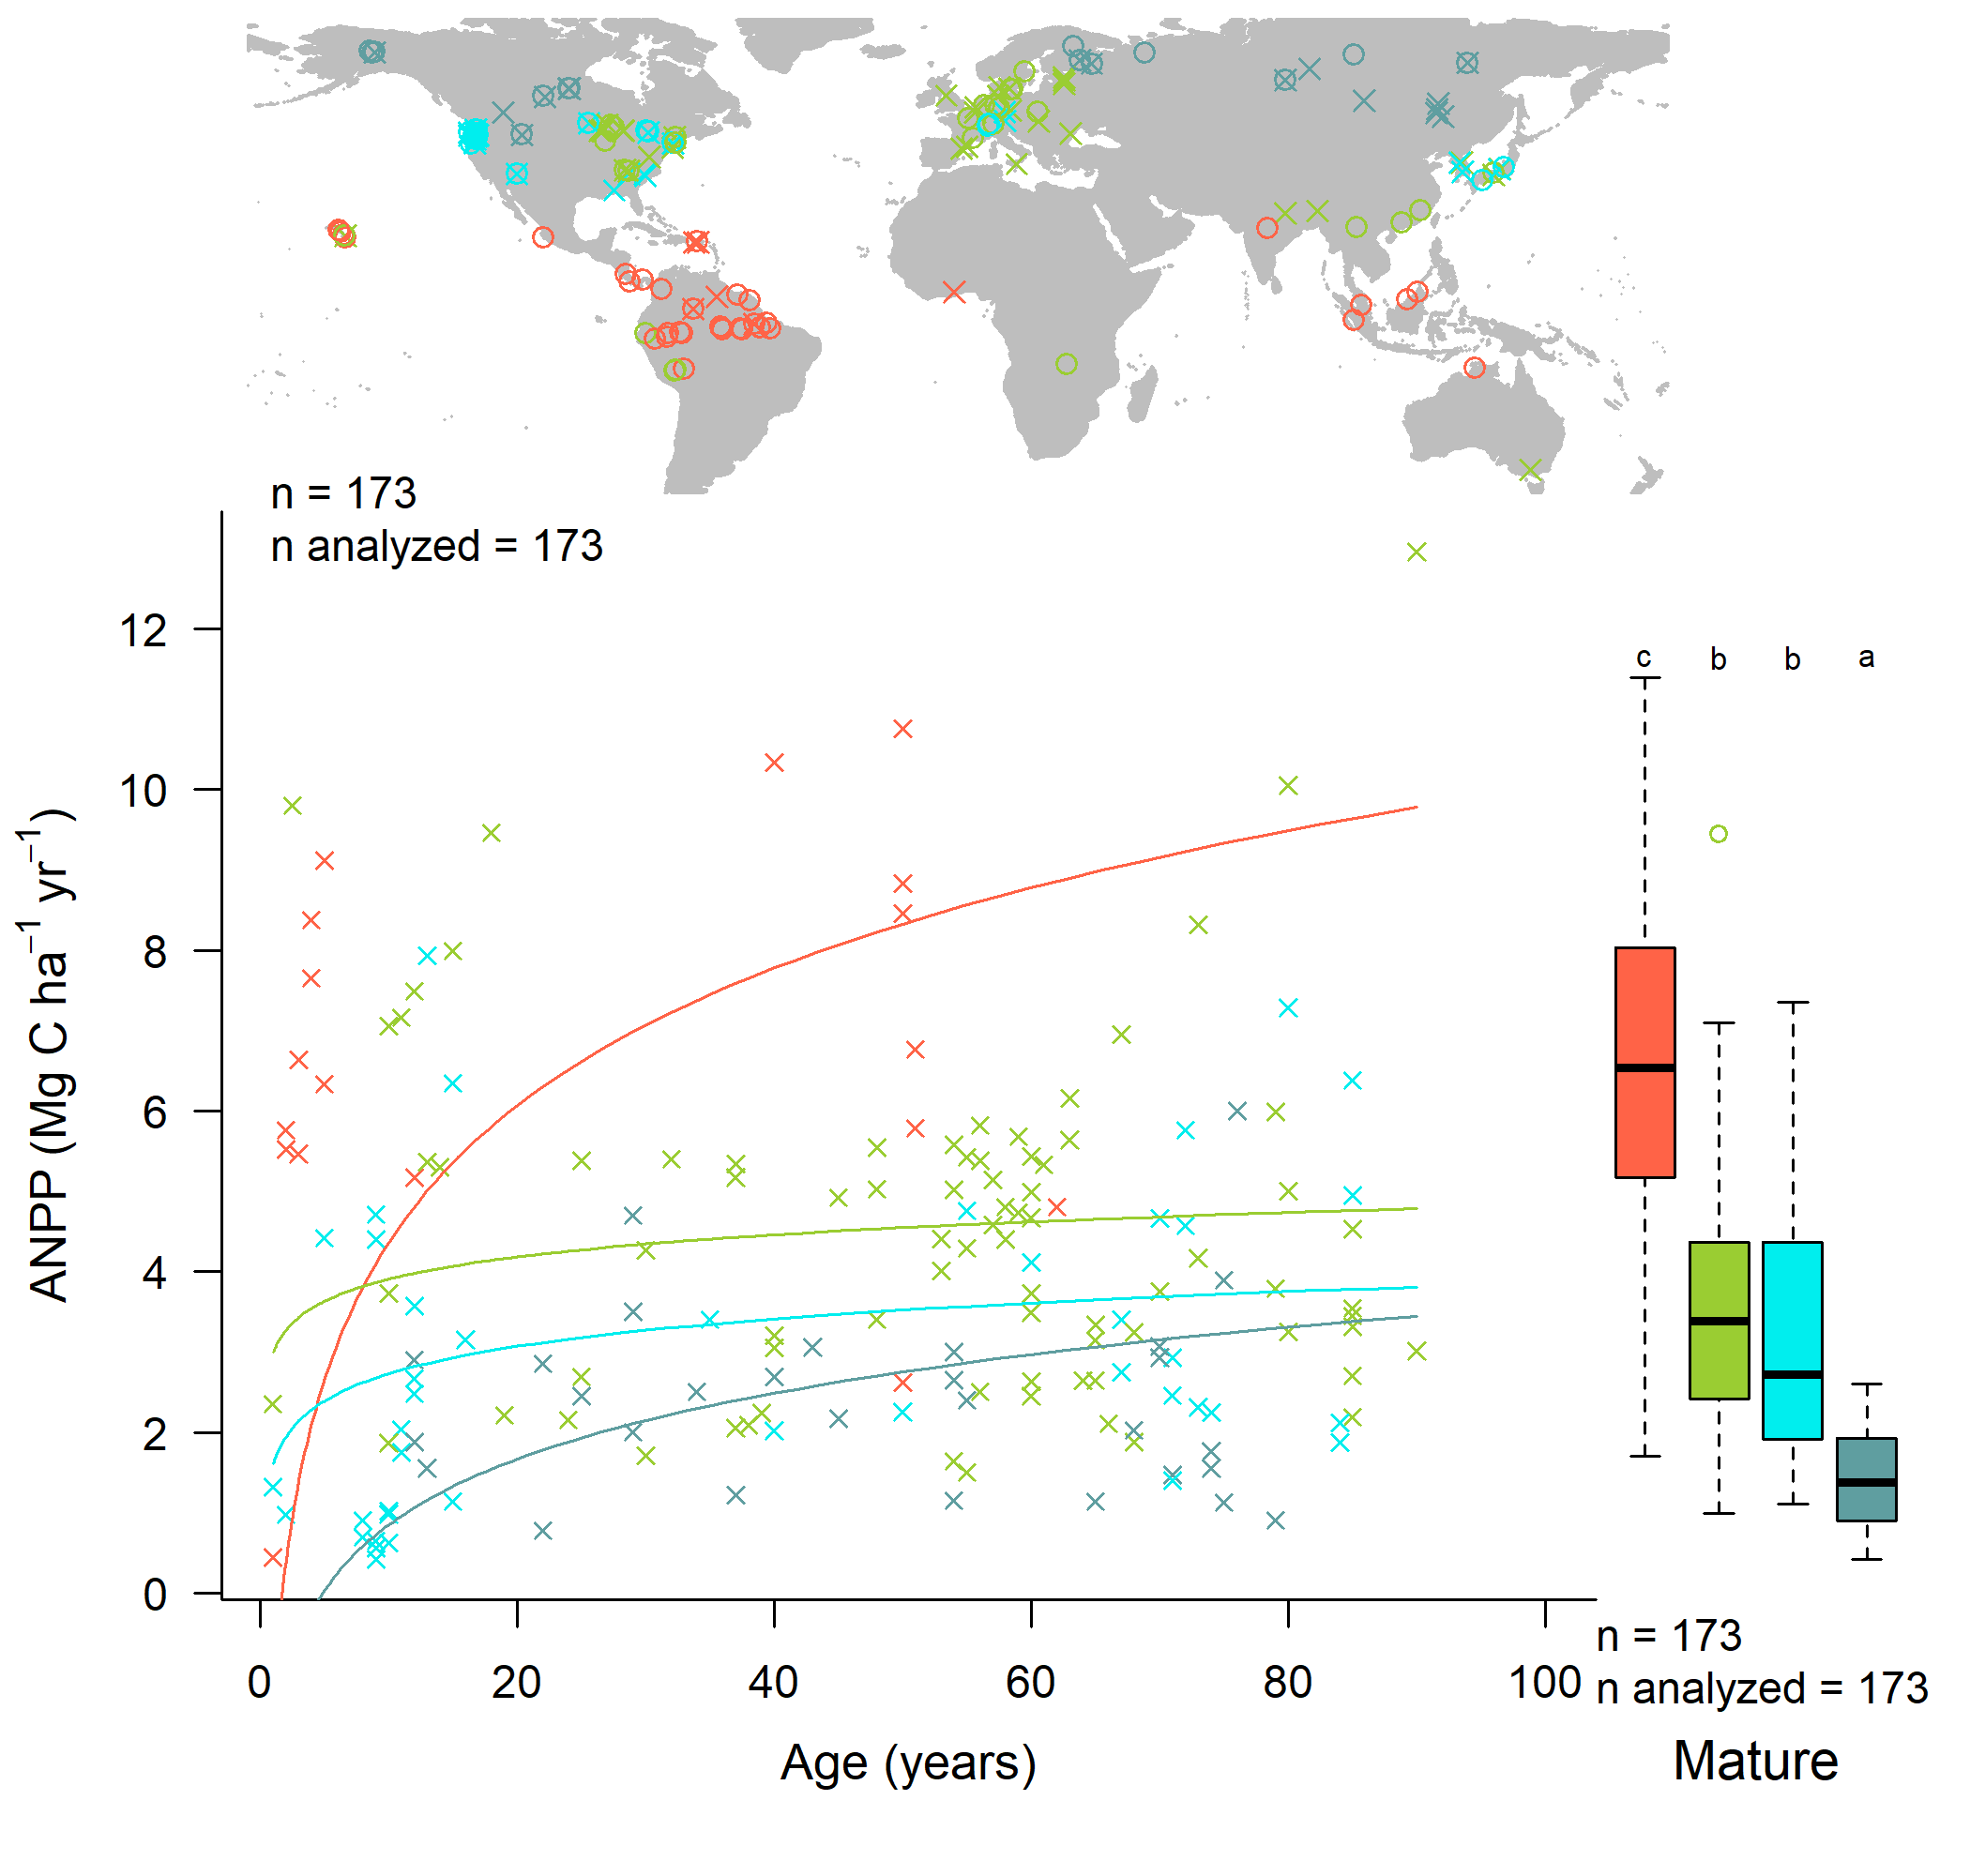 n = 173
n analyzed = 173
12
10
8
6
4
2
0
ANPP (Mg C ha⁻¹ yr⁻¹)
c b b a
0 20 40 60 80 100
Age (years)
n = 173
n analyzed = 173
Mature